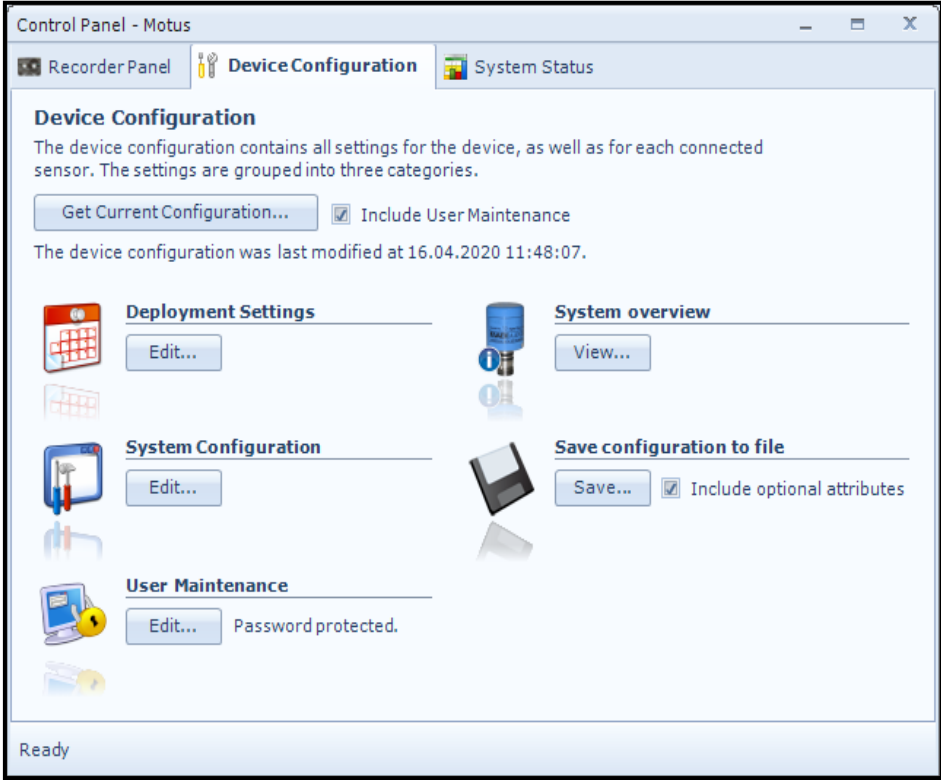 Control Panel - Motus
Recorder Panel
Device Configuration
System Status
Device Configuration
The device configuration contains all settings for the device, as well as for each connected
sensor. The settings are grouped into three categories.
Get Current Configuration...
Include User Maintenance
The device configuration was last modified at 16.04.2020 11:48:07.
Deployment Settings
Edit...
System overview
View...
System Configuration
Edit...
Save configuration to file
Save...
Include optional attributes
User Maintenance
Edit...
Password protected.
Ready